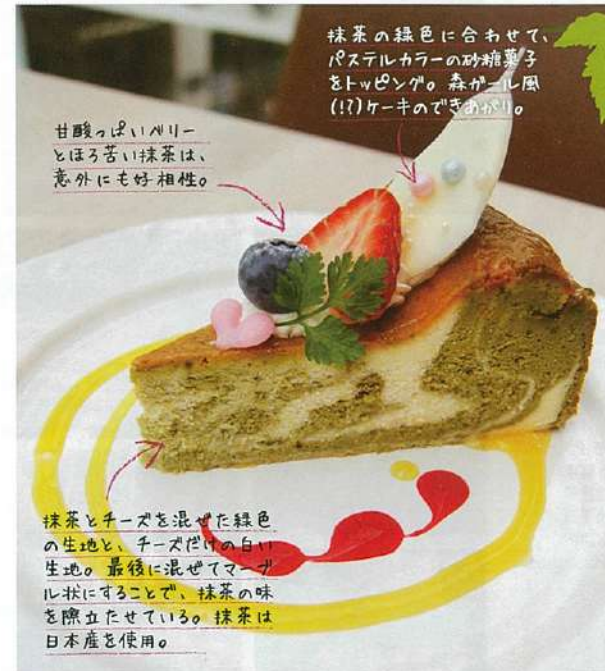 抹茶の緑色に合わせて、
パステルカラーの砂糖菓子
をトッピング。森ガール風
(!?)ケーキのできあがり。
甘酸っぱいベリー
とほろ苦い抹茶は、
意外にも好相性。
抹茶とチーズを混ぜた緑色
の生地と、チーズだけの白い
生地。最後に混ぜてマーブ
ル状にすることで、抹茶の味
を際立たせている。抹茶は
日本産を使用。